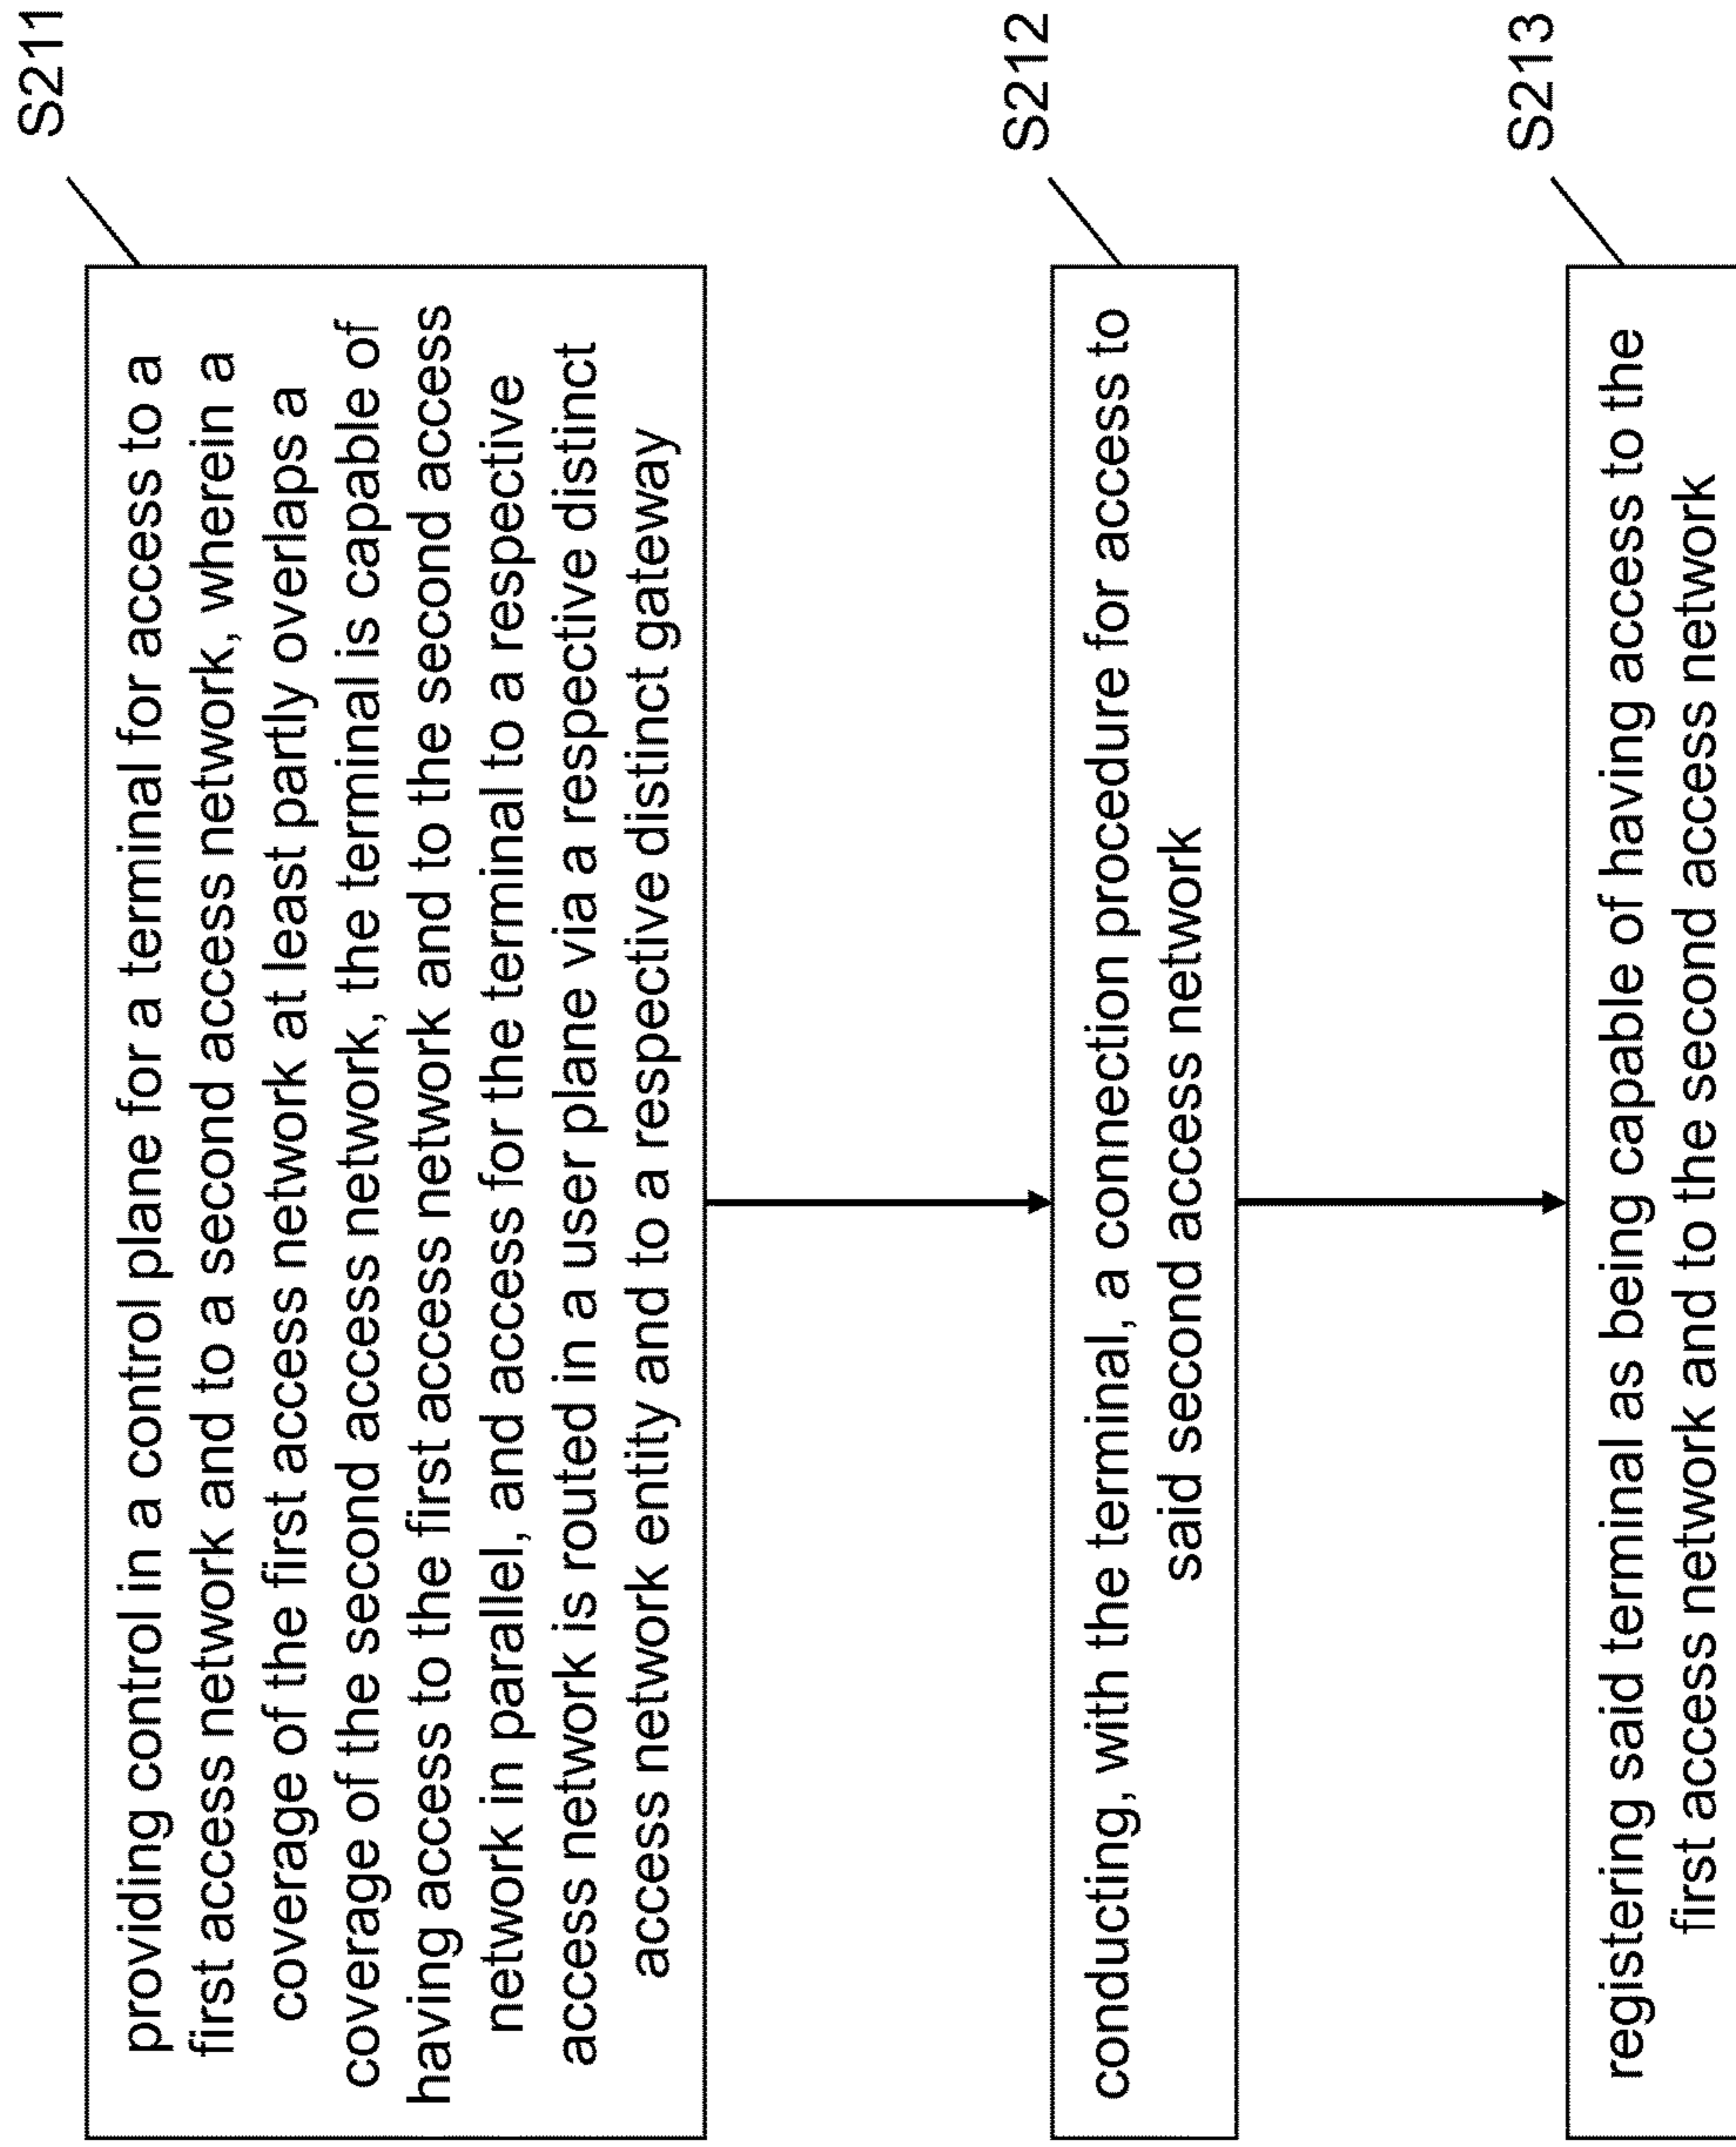 S211
providing control in a control plane for a terminal for access to a
first access network and to a second access network, wherein a
coverage of the first access network at least partly overlaps a
coverage of the second access network, the terminal is capable of
having access to the first access network and to the second access
network in parallel, and access for the terminal to a respective
access network is routed in a user plane via a respective distinct
access network entity and to a respective distinct gateway
S212
conducting, with the terminal, a connection procedure for access to
said second access network
S213
registering said terminal as being capable of having access to the
first access network and to the second access network